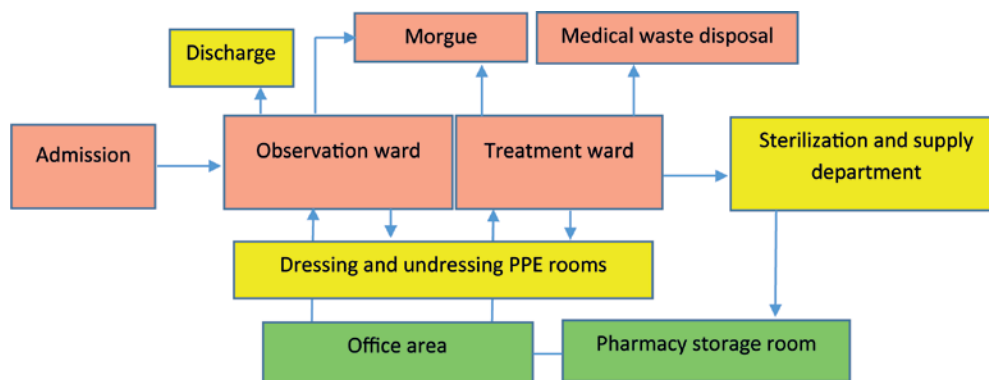 Morgue
Medical waste disposal
Discharge
Admission
Observation ward
Treatment ward
Sterilization and supply
department
Dressing and undressing PPE rooms
Office area
Pharmacy storage room